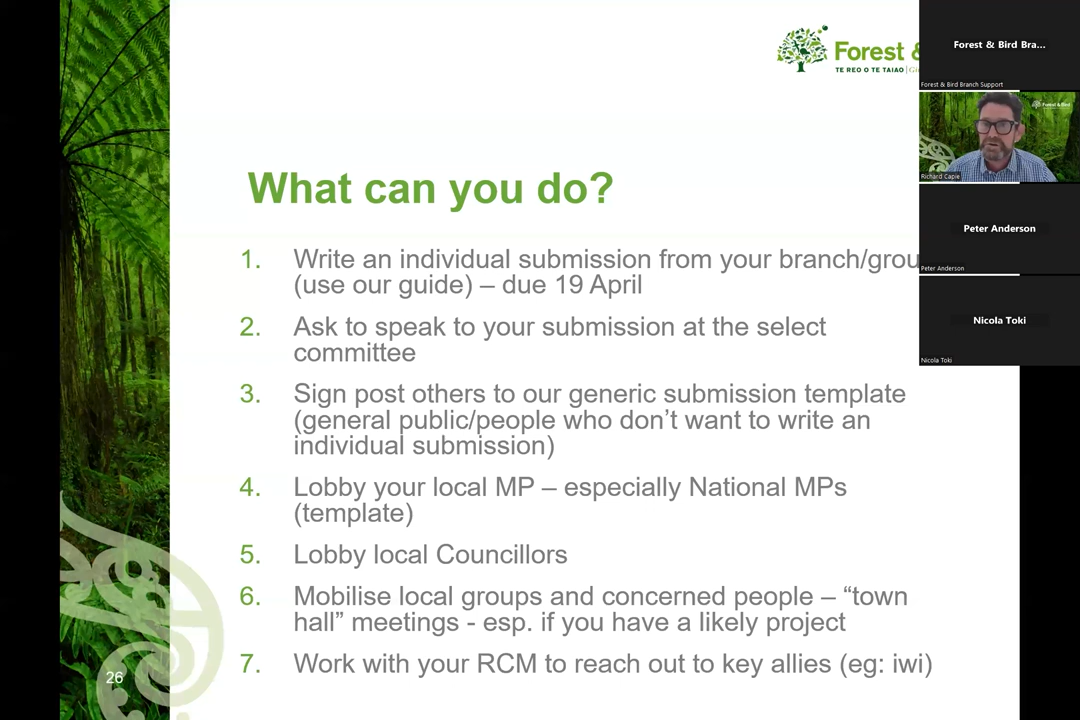 Forest &
TE REO O TE TAIAO |
What can you do?
1. Write an individual submission from your branch/grou
(use our guide) – due 19 April
2. Ask to speak to your submission at the select
committee
3. Sign post others to our generic submission template
(general public/people who don’t want to write an
individual submission)
4. Lobby your local MP – especially National MPs
(template)
5. Lobby local Councillors
6. Mobilise local groups and concerned people – “town
hall” meetings - esp. if you have a likely project
7. Work with your RCM to reach out to key allies (eg: iwi)
26
Forest & Bird Bra...
Forest & Bird Branch Support
Forest & Bird
Richard Capie
Peter Anderson
Peter Anderson
Nicola Toki
Nicola Toki